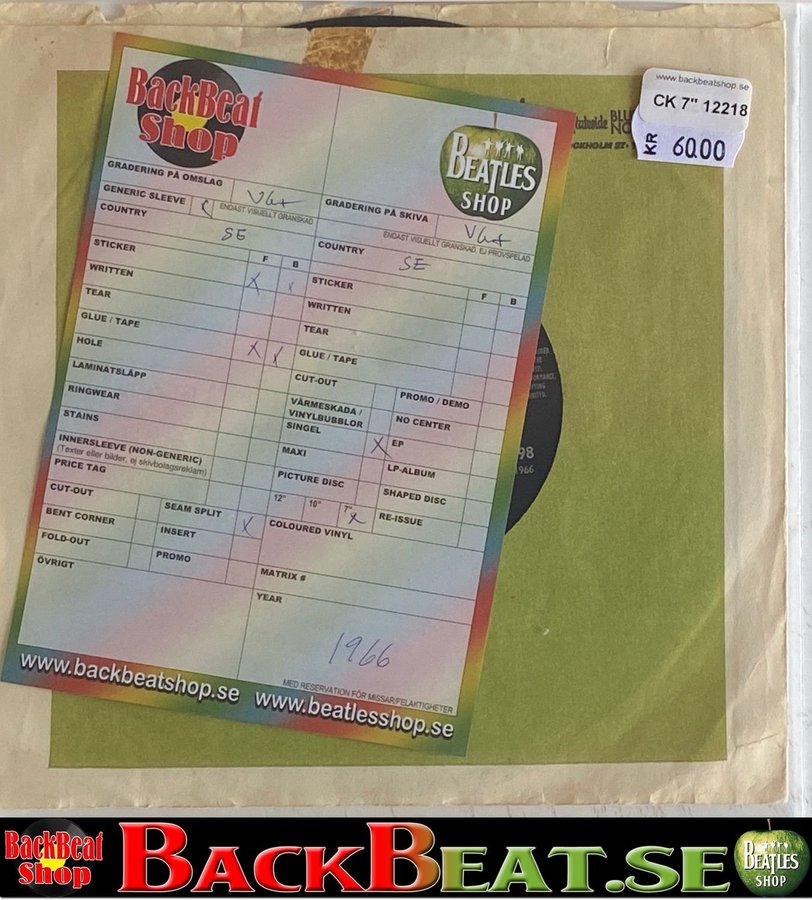 www.backbeatshop.se
CK 7" 12218
KR 6000
BackBeat
Shop
BEATLES
SHOP
GRADERING PÅ OMSLAG
VG+
GENERIC SLEEVE
ENDAST VISUELLT GRANSKAD
COUNTRY
SE
F B
STICKER
WRITTEN
X
TEAR
GLUE / TAPE
HOLE
X X
LAMINATSLÄPP
RINGWEAR
STAINS
INNERSLEEVE (NON-GENERIC)
(Texter eller bilder, ej skivbolagsreklam)
PRICE TAG
CUT-OUT
SEAM SPLIT X
BENT CORNER
INSERT
FOLD-OUT
PROMO
ÖVRIGT
GRADERING PÅ SKIVA
VG+
ENDAST VISUELLT GRANSKAD, EJ PROVSPELAD
COUNTRY
SE
F B
STICKER
WRITTEN
TEAR
GLUE / TAPE
CUT-OUT
PROMO / DEMO
VÄRMESKADA /
VINYLBUBBLOR
NO CENTER
SINGEL X
EP
MAXI
LP-ALBUM
PICTURE DISC
SHAPED DISC
12" 10" 7" X
RE-ISSUE
COLOURED VINYL
MATRIX #
YEAR
1966
MED RESERVATION FÖR MISSAR/FELAKTIGHETER
www.backbeatshop.se www.beatlesshop.se
98
1966
BackBeat
Shop
BACKBEAT.SE
BEATLES
SHOP